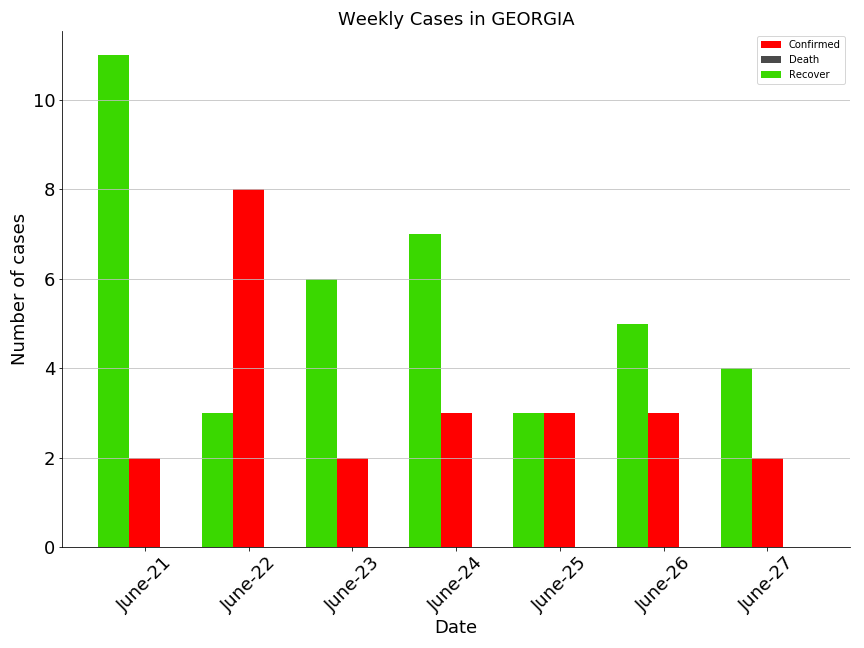 Weekly Cases in GEORGIA
Confirmed
Death
Recover
Number of cases
10
8
6
4
2
0
June-21
June-22
June-23
June-24
June-25
June-26
June-27
Date